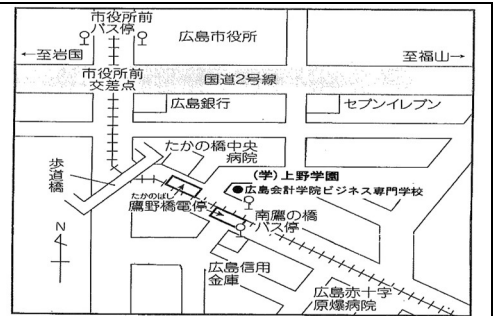 市役所前
バス停
広島市役所
←至岩国
至福山→
市役所前
交差点
国道2号線
広島銀行
セブンイレブン
たかの橋中央
病院
歩道橋
(学)上野学園
●広島会計学院ビジネス専門学校
たかのばし
鷹野橋電停
南鷹の橋
バス停
N
広島信用
金庫
広島赤十字
原爆病院